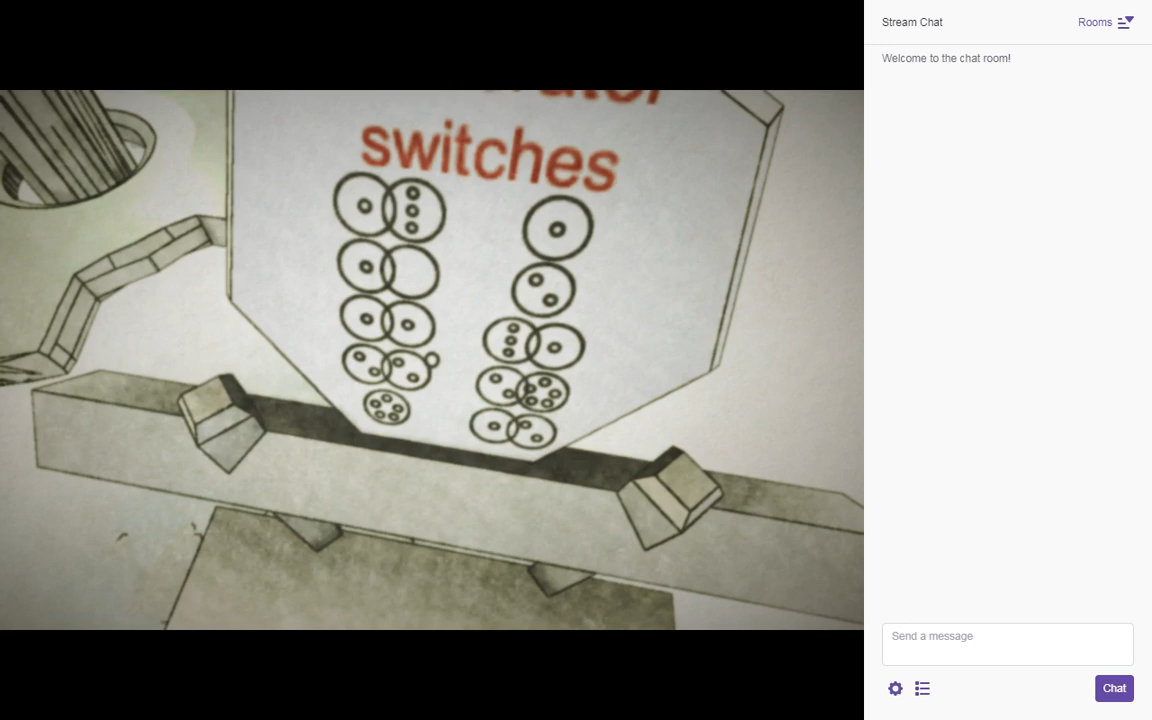 switches
Stream Chat
Rooms
Welcome to the chat room!
Send a message
Chat